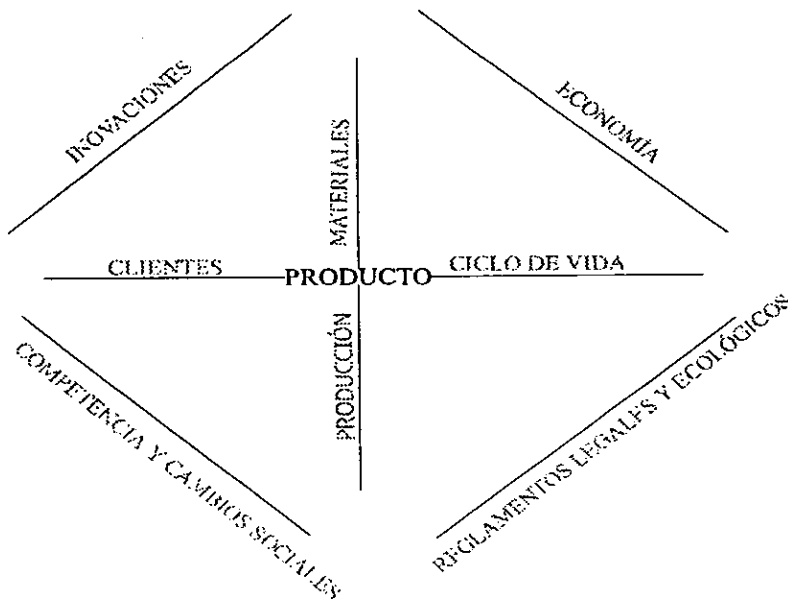 INOVACIONES
ECONOMÍA
MATERIALES
CLIENTES
PRODUCTO
CICLO DE VIDA
PRODUCCIÓN
COMPETENCIA Y CAMBIOS SOCIALES
REGLAMENTOS LEGALES Y ECOLÓGICOS